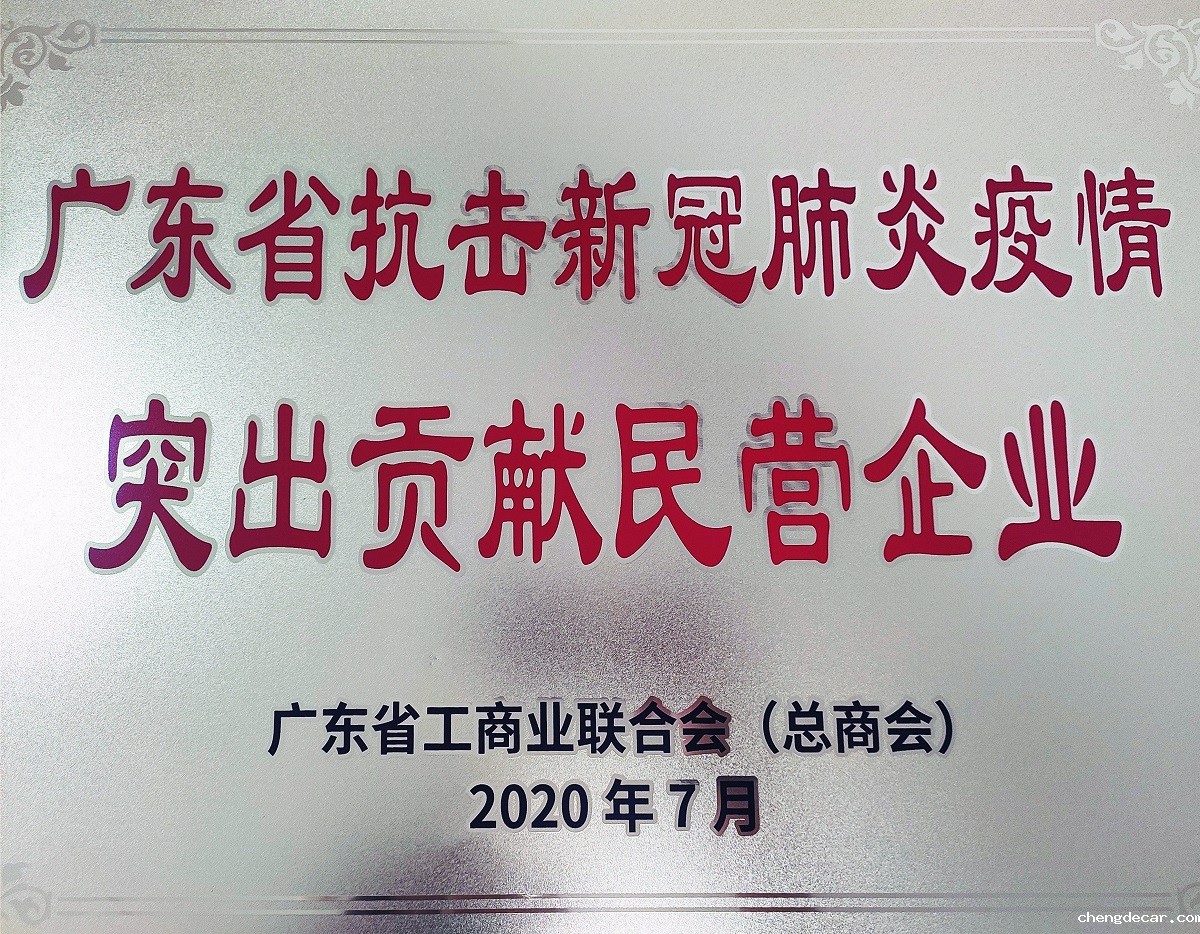 广东省抗击新冠肺炎疫情
突出贡献民营企业
广东省工商业联合会（总商会）
2020年7月
chengdecar.com